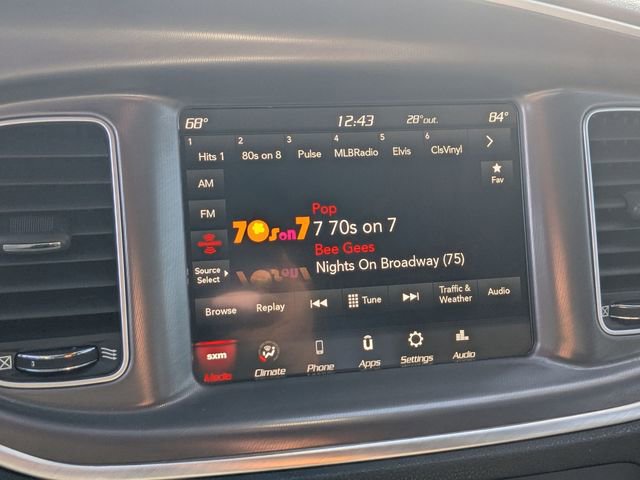 68° 12:43 28°out. 84°
1 Hits 1 2 80s on 8 3 Pulse 4 MLBRadio 5 Elvis 6 ClsVinyl
AM
Fav
FM
Pop
70s on 7
7 70s on 7
Bee Gees
Source Select
Nights On Broadway (75)
Browse Replay Tune Traffic & Weather Audio
sxm
Media Climate Phone Apps Settings Audio